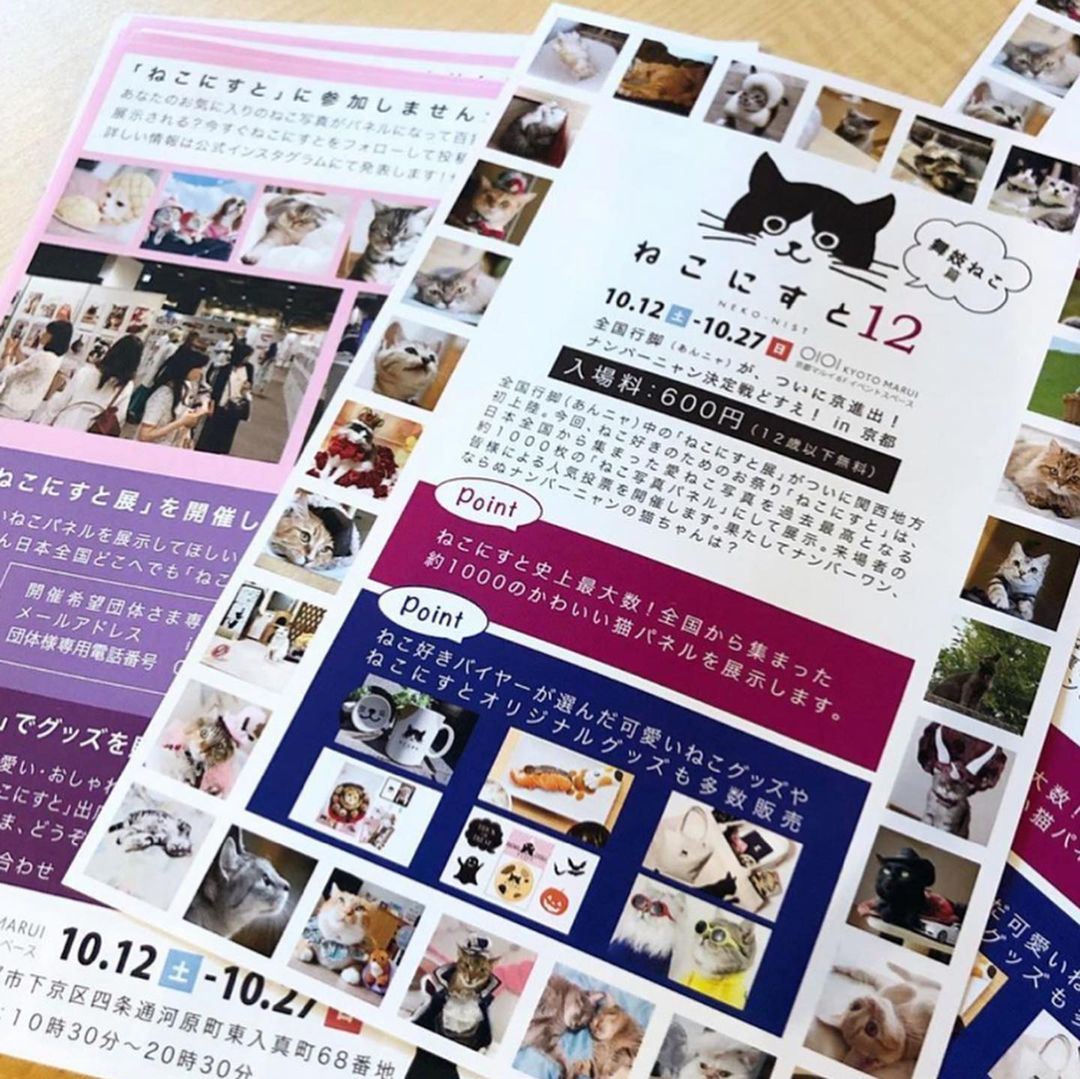 「ねこにすと」に参加しません
あなたのお気に入りのねこ写真がパネルになって百
展示される？今すぐねこにすとをフォローして投稿
詳しい情報は公式インスタグラムにて発表します！
ねこにすと展」を開催し
いねこパネルを展示してほしい
ん日本全国どこへでも「ねこ
開催希望団体さま専
メールアドレス
団体様専用電話番号
」でグッズを
愛い・おしゃれ
こにすと」出
ま、どうぞ
合わせ
MARUI
ペース
10.12 土 -10.27 日
市下京区四条通河原町東入真町68番地
10時30分～20時30分
舞妓ねこ
篇
ねこにすと12
NEKO-NIST
10.12 土 -10.27 日 OIOI KYOTO MARUI
京都マルイ6Fイベントスペース
全国行脚（あんニャ）が、ついに京進出！
ナンバーニャン決定戦どすえ！ in 京都
入場料：600円（12歳以下無料）
全国行脚（あんニャ）中の「ねこにすと展」がついに関西地方
初上陸。今回、ねこ好きのためのお祭り「ねこにすと」は、
日本全国から集まった愛すねこ写真を過去最高となる
約1000枚の「ねこ写真パネル」にして展示。来場者の
皆様による人気投票を開催します。果たしてナンバーワン、
ならぬナンバーニャンの猫ちゃんは？
Point
ねこにすと史上最大数！全国から集まった
約1000のかわいい猫パネルを展示します。
Point
ねこ好きバイヤーが選んだ可愛いねこグッズや
ねこにすとオリジナルグッズも多数販売
大数！
い猫パネ
だ可愛いね
グッズも多